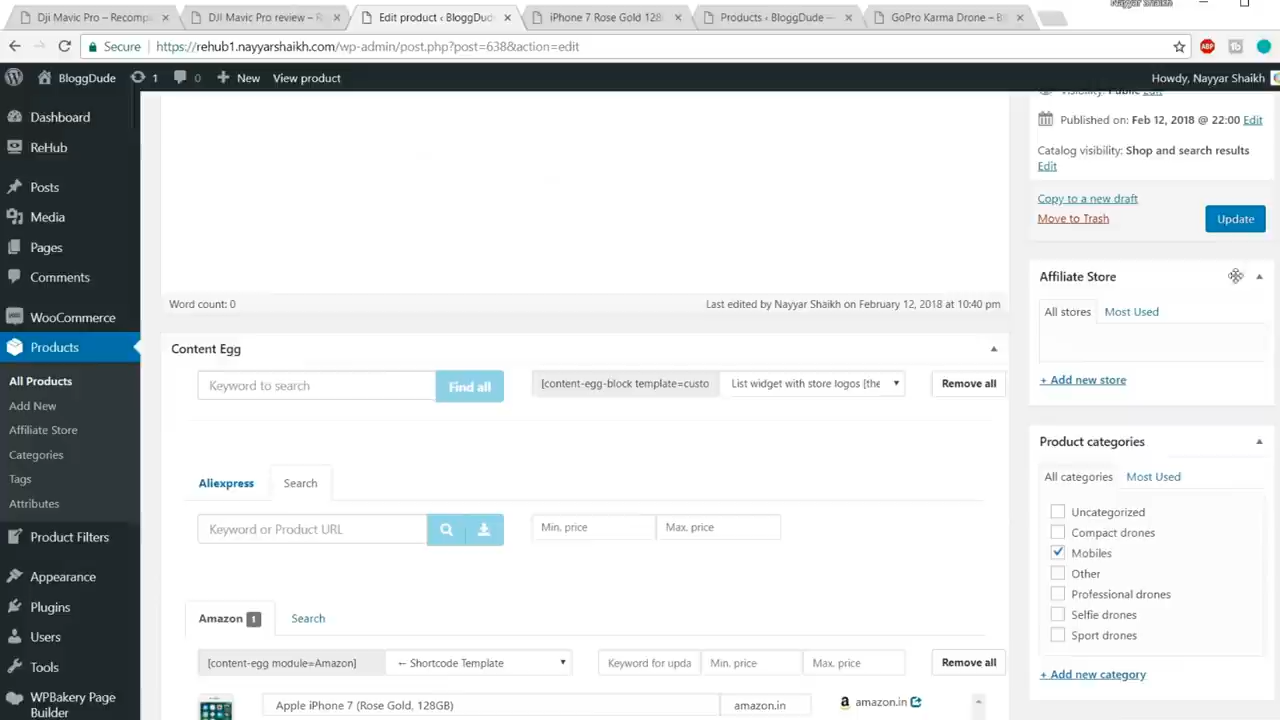 Nayyar Shaikh
Dji Mavic Pro – Recompa
DJI Mavic Pro review – R
Edit product ‹ BloggDud
iPhone 7 Rose Gold 128
Products ‹ BloggDude —
GoPro Karma Drone – B
Secure https://rehub1.nayyarshaikh.com/wp-admin/post.php?post=638&action=edit
ABP
BloggDude 1 0 New View product Howdy, Nayyar Shaikh
Dashboard
ReHub
Posts
Media
Pages
Comments
WooCommerce
Products
All Products
Add New
Affiliate Store
Categories
Tags
Attributes
Product Filters
Appearance
Plugins
Users
Tools
WPBakery Page
Builder
Word count: 0 Last edited by Nayyar Shaikh on February 12, 2018 at 10:40 pm
Content Egg
Keyword to search Find all [content-egg-block template=custo List widget with store logos [the Remove all
Aliexpress Search
Keyword or Product URL Min. price Max. price
Amazon 1 Search
[content-egg module=Amazon] ← Shortcode Template Keyword for upda Min. price Max. price Remove all
Apple iPhone 7 (Rose Gold, 128GB) amazon.in amazon.in
Visibility: Public Edit
Published on: Feb 12, 2018 @ 22:00 Edit
Catalog visibility: Shop and search results
Edit
Copy to a new draft
Move to Trash Update
Affiliate Store
All stores Most Used
+ Add new store
Product categories
All categories Most Used
Uncategorized
Compact drones
Mobiles
Other
Professional drones
Selfie drones
Sport drones
+ Add new category